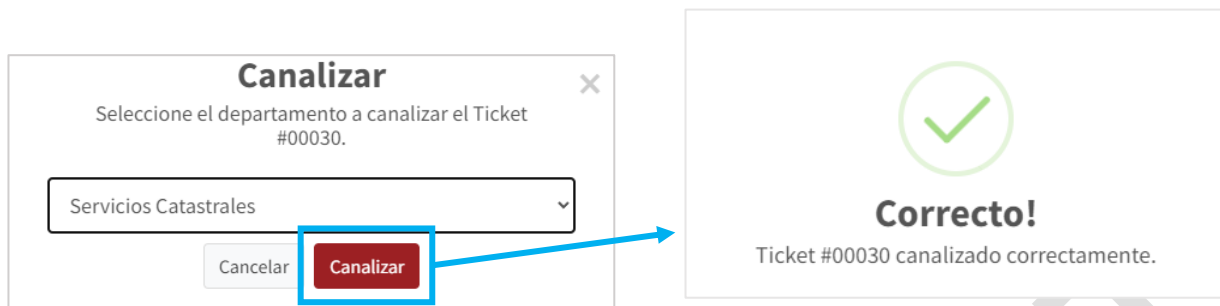 Canalizar
Seleccione el departamento a canalizar el Ticket
#00030.
Servicios Catastrales
Cancelar
Canalizar
Correcto!
Ticket #00030 canalizado correctamente.